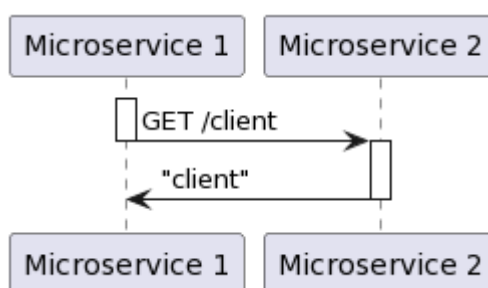 Microservice 1
Microservice 2
GET /client
"client"
Microservice 1
Microservice 2